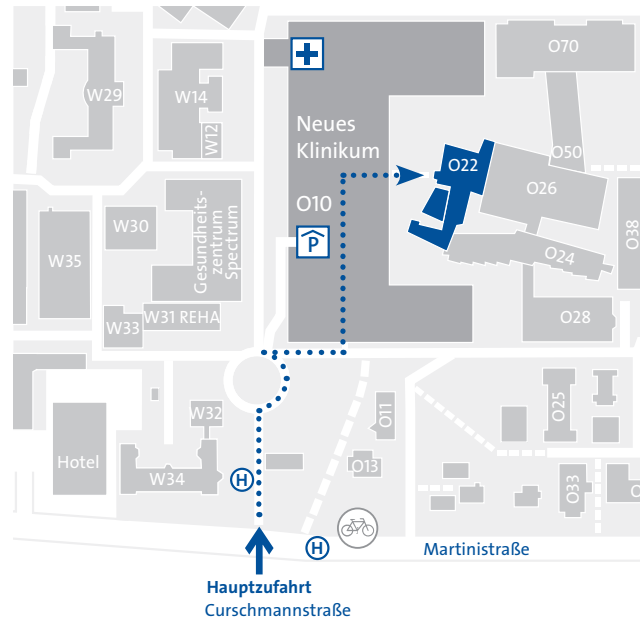 O70
W29
W14
W12
Neues
Klinikum
O22
O50
O26
Gesundheits-
zentrum
Spectrum
O10
P
W30
W35
O38
O24
W31 REHA
W33
O28
W32
O11
O25
Hotel
W34
H
O13
O33
O
H
Martinistraße
Hauptzufahrt
Curschmannstraße